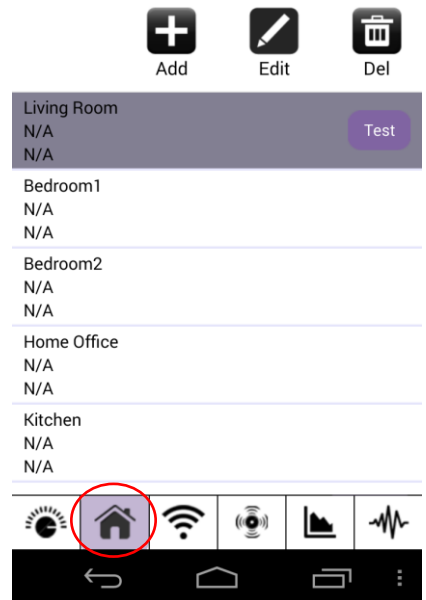 Add Edit Del
Living Room
N/A
Test
N/A
Bedroom1
N/A
N/A
Bedroom2
N/A
N/A
Home Office
N/A
N/A
Kitchen
N/A
N/A